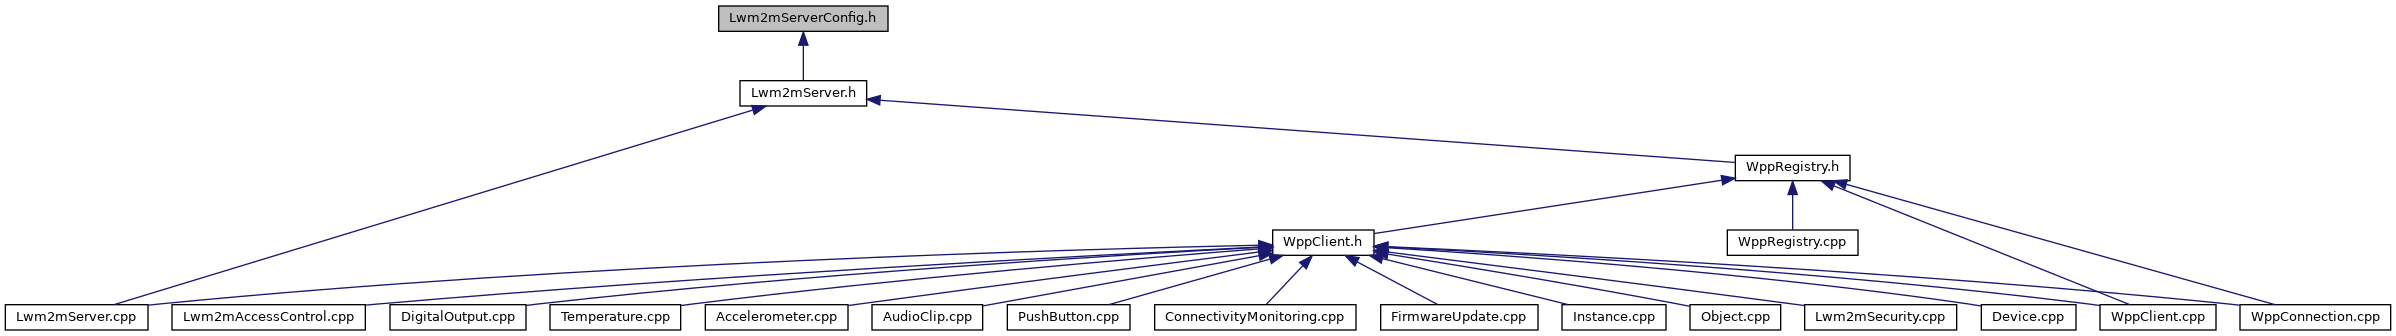 Lwm2mServerConfig.h
Lwm2mServer.h
WppRegistry.h
WppClient.h
WppRegistry.cpp
Lwm2mServer.cpp
Lwm2mAccessControl.cpp
DigitalOutput.cpp
Temperature.cpp
Accelerometer.cpp
AudioClip.cpp
PushButton.cpp
ConnectivityMonitoring.cpp
FirmwareUpdate.cpp
Instance.cpp
Object.cpp
Lwm2mSecurity.cpp
Device.cpp
WppClient.cpp
WppConnection.cpp